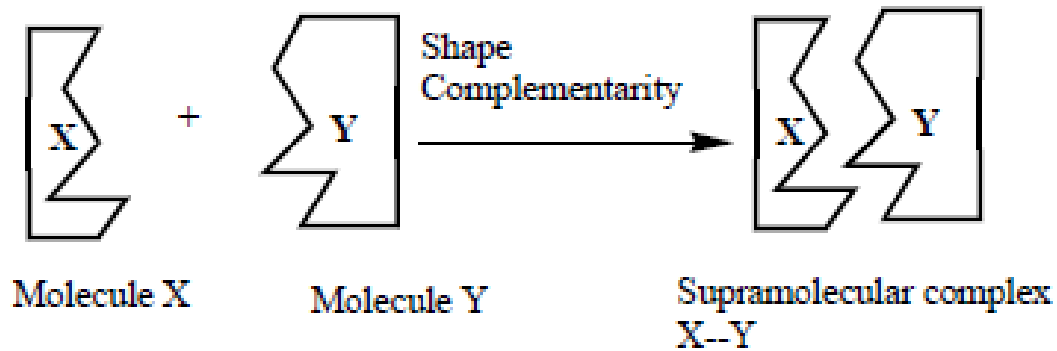 X
+
Y
Shape
Complementarity
X
Y
Molecule X
Molecule Y
Supramolecular complex
X--Y